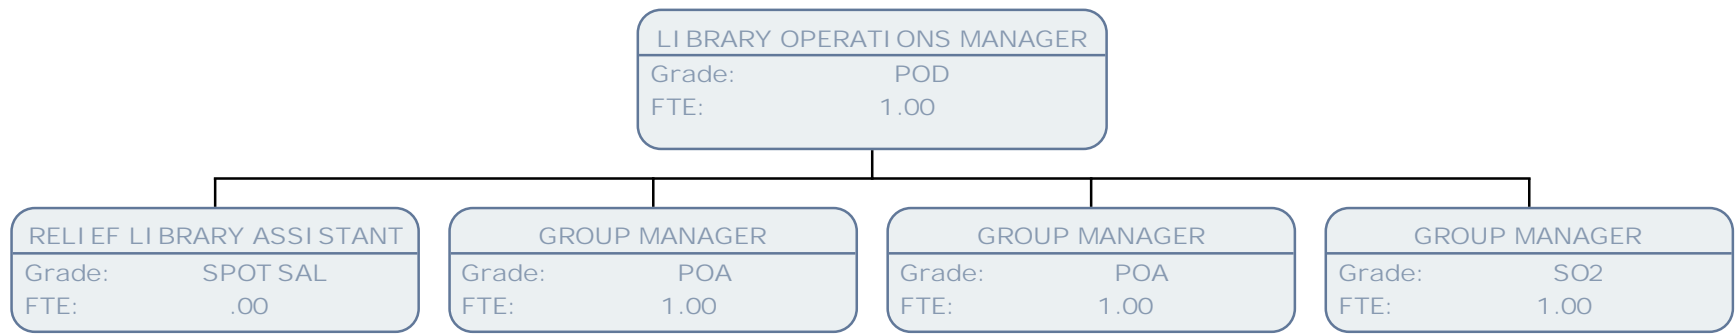 LIBRARY OPERATIONS MANAGER
Grade: POD
FTE: 1.00
RELIEF LIBRARY ASSISTANT
Grade: SPOT SAL
FTE: .00
GROUP MANAGER
Grade: POA
FTE: 1.00
GROUP MANAGER
Grade: POA
FTE: 1.00
GROUP MANAGER
Grade: SO2
FTE: 1.00